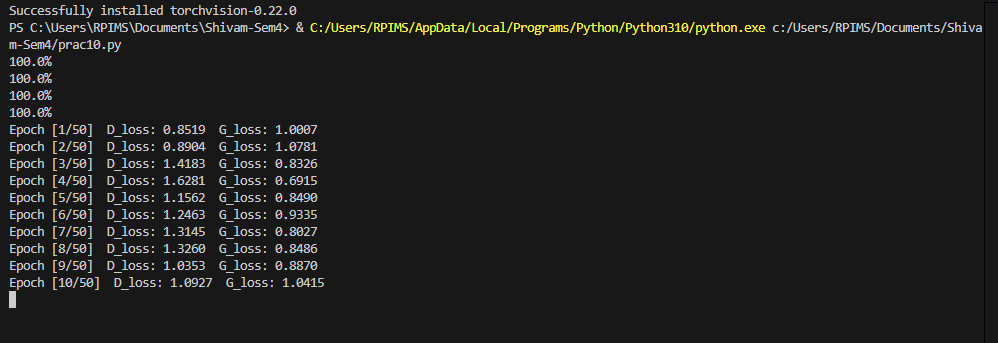 Successfully installed torchvision-0.22.0
PS C:\Users\RPIMS\Documents\Shivam-Sem4> & C:/Users/RPIMS/AppData/Local/Programs/Python/Python310/python.exe c:/Users/RPIMS/Documents/Shiva
m-Sem4/prac10.py
100.0%
100.0%
100.0%
100.0%
Epoch [1/50]  D_loss: 0.8519  G_loss: 1.0007
Epoch [2/50]  D_loss: 0.8904  G_loss: 1.0781
Epoch [3/50]  D_loss: 1.4183  G_loss: 0.8326
Epoch [4/50]  D_loss: 1.6281  G_loss: 0.6915
Epoch [5/50]  D_loss: 1.1562  G_loss: 0.8490
Epoch [6/50]  D_loss: 1.2463  G_loss: 0.9335
Epoch [7/50]  D_loss: 1.3145  G_loss: 0.8027
Epoch [8/50]  D_loss: 1.3260  G_loss: 0.8486
Epoch [9/50]  D_loss: 1.0353  G_loss: 0.8870
Epoch [10/50]  D_loss: 1.0927  G_loss: 1.0415